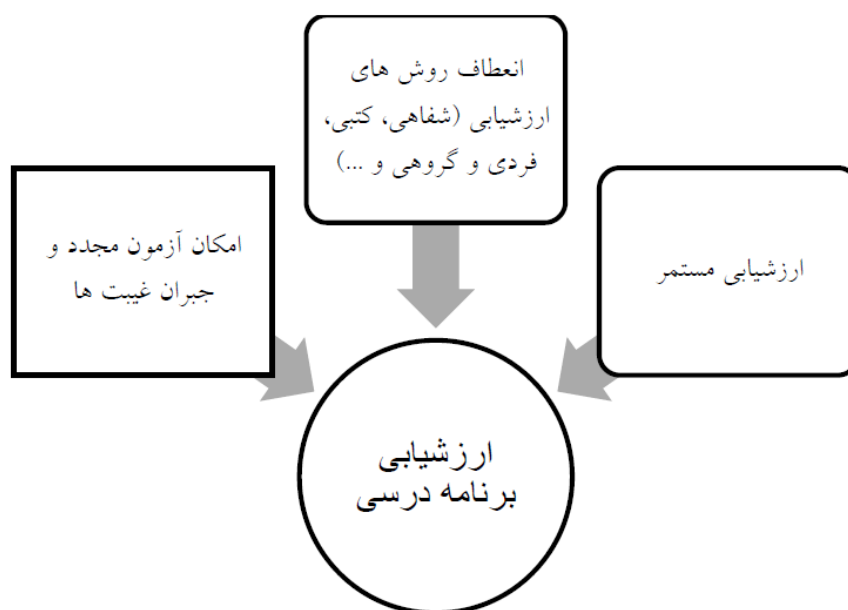 انعطاف روش های
ارزشیابی (شفاهی، کتبی،
فردی و گروهی و ...)
ارزشیابی مستمر
امکان آزمون مجدد و
جبران غیبت ها
ارزشیابی
برنامه درسی